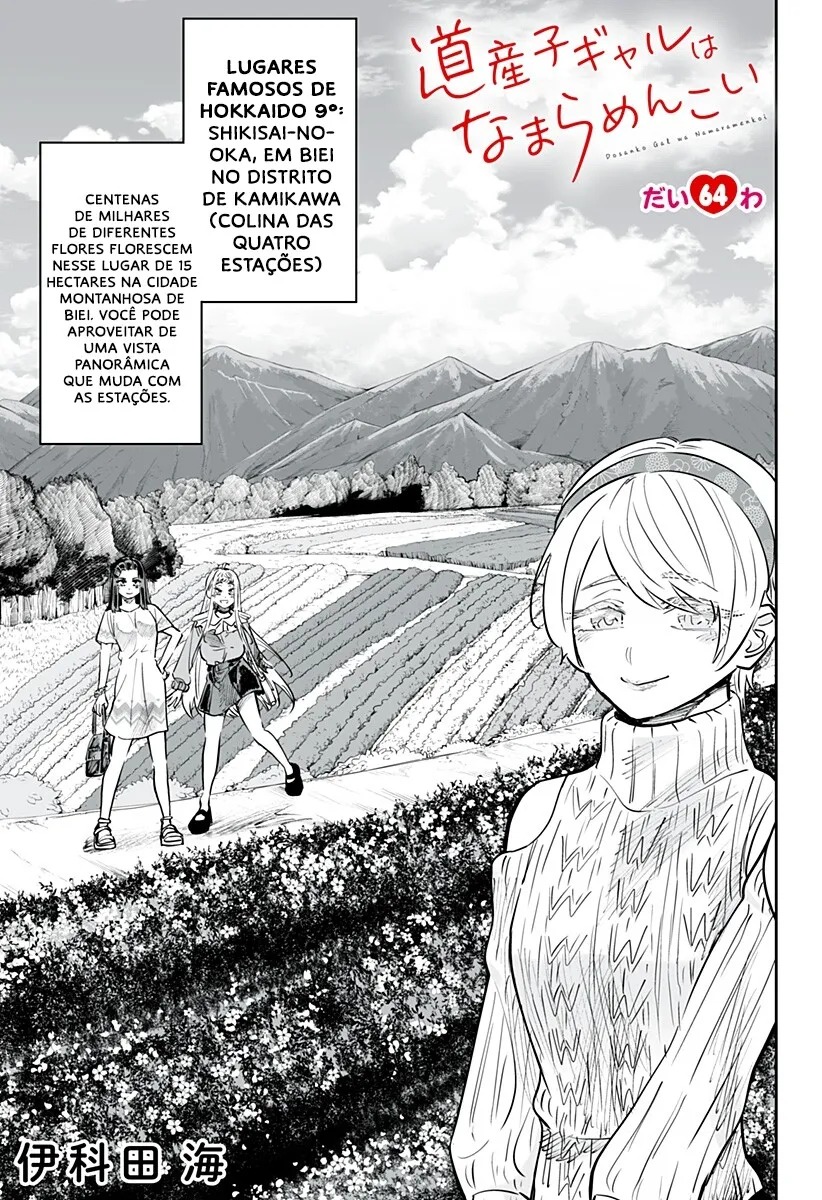 道産子ギャルは
なまらめんこい
Dosanko Gal wa Namaramenkoi
だい64わ
LUGARES
FAMOSOS DE
HOKKAIDO 9º:
SHIKISAI-NO-
OKA, EM BIEI
NO DISTRITO
DE KAMIKAWA
(COLINA DAS
QUATRO
ESTAÇÕES)
CENTENAS
DE MILHARES
DE DIFERENTES
FLORES FLORESCEM
NESSE LUGAR DE 15
HECTARES NA CIDADE
MONTANHOSA DE
BIEI. VOCÊ PODE
APROVEITAR DE
UMA VISTA
PANORÂMICA
QUE MUDA COM
AS ESTAÇÕES.
伊科田 海